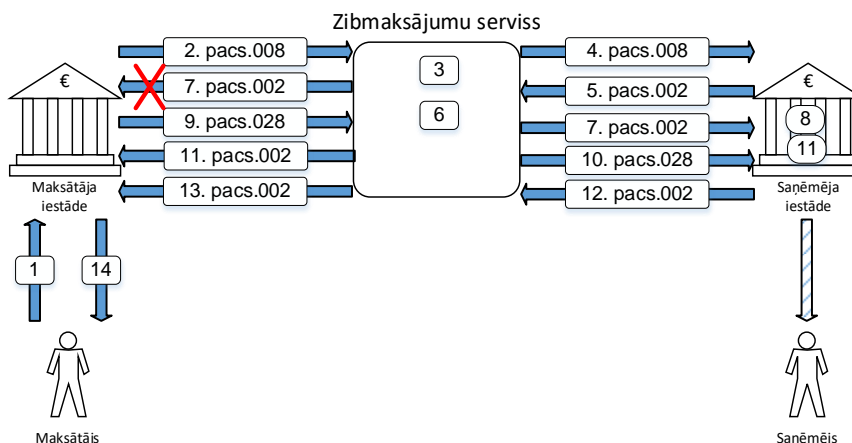 Zibmaksājumu serviss
2. pacs.008
3
4. pacs.008
€
7. pacs.002
5. pacs.002
€
9. pacs.028
6
7. pacs.002
8
11. pacs.002
10. pacs.028
11
13. pacs.002
12. pacs.002
Maksātāja
iestāde
Saņēmēja
iestāde
1
14
Maksātājs
Saņēmējs